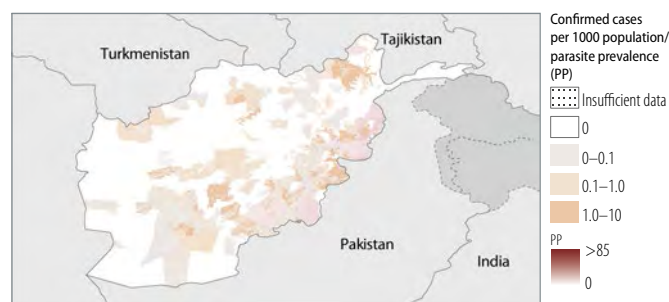 Turkmenistan
Tajikistan
Pakistan
India
Confirmed cases
per 1000 population/
parasite prevalence
(PP)
Insufficient data
0
0–0.1
0.1–1.0
1.0–10
PP
>85
0